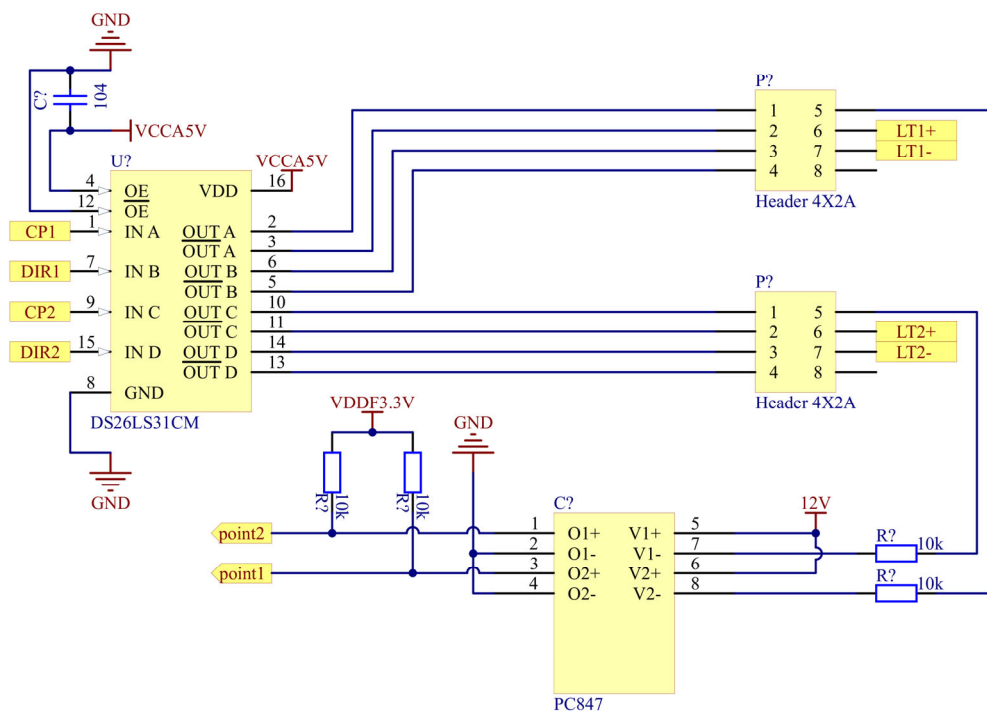 GND
C?
104
VCCA5V
U?
VCCA5V
4 OE VDD 16
12 OE
CP1 1 IN A OUT A 2
OUT A 3
DIR1 7 IN B OUT B 6
OUT B 5
CP2 9 IN C OUT C 10
OUT C 11
DIR2 15 IN D OUT D 14
OUT D 13
8 GND
DS26LS31CM
GND
P?
1 5
2 6 LT1+
3 7 LT1-
4 8
Header 4X2A
P?
1 5
2 6 LT2+
3 7 LT2-
4 8
Header 4X2A
VDDF3.3V
R?
10k
R?
10k
GND
point2
point1
C?
12V
1 O1+ V1+ 5
2 O1- V1- 7
3 O2+ V2+ 6
4 O2- V2- 8
PC847
R?
10k
R?
10k